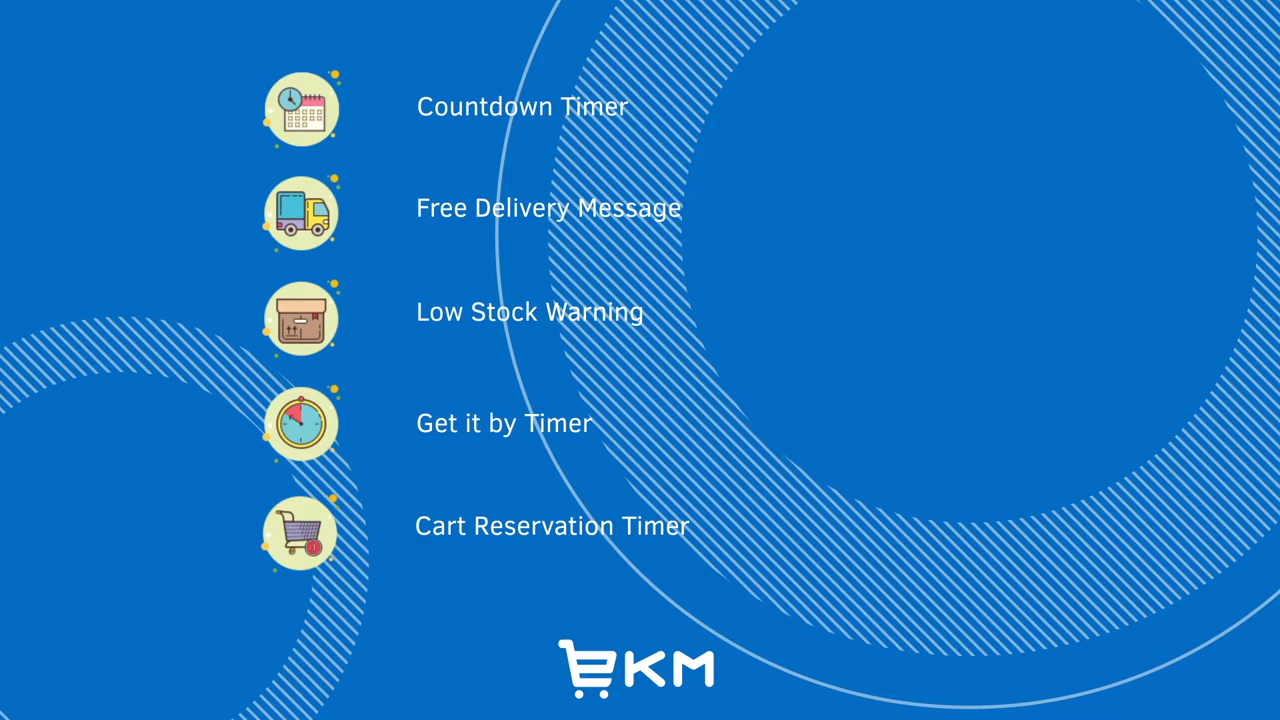 Countdown Timer
Free Delivery Message
Low Stock Warning
Get it by Timer
Cart Reservation Timer
EKM